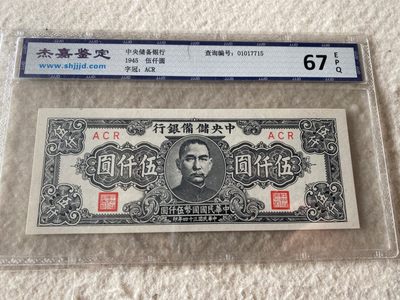 杰嘉鉴定
www.shjjjd.com
中央储备银行
1945 伍仟圆
字冠：ACR
查询编号：01017715
67
EPQ
行銀備儲央中
ACR
ACR
圓仟伍
圓仟伍
圓仟伍幣國國民華中
印年四十三國民華中